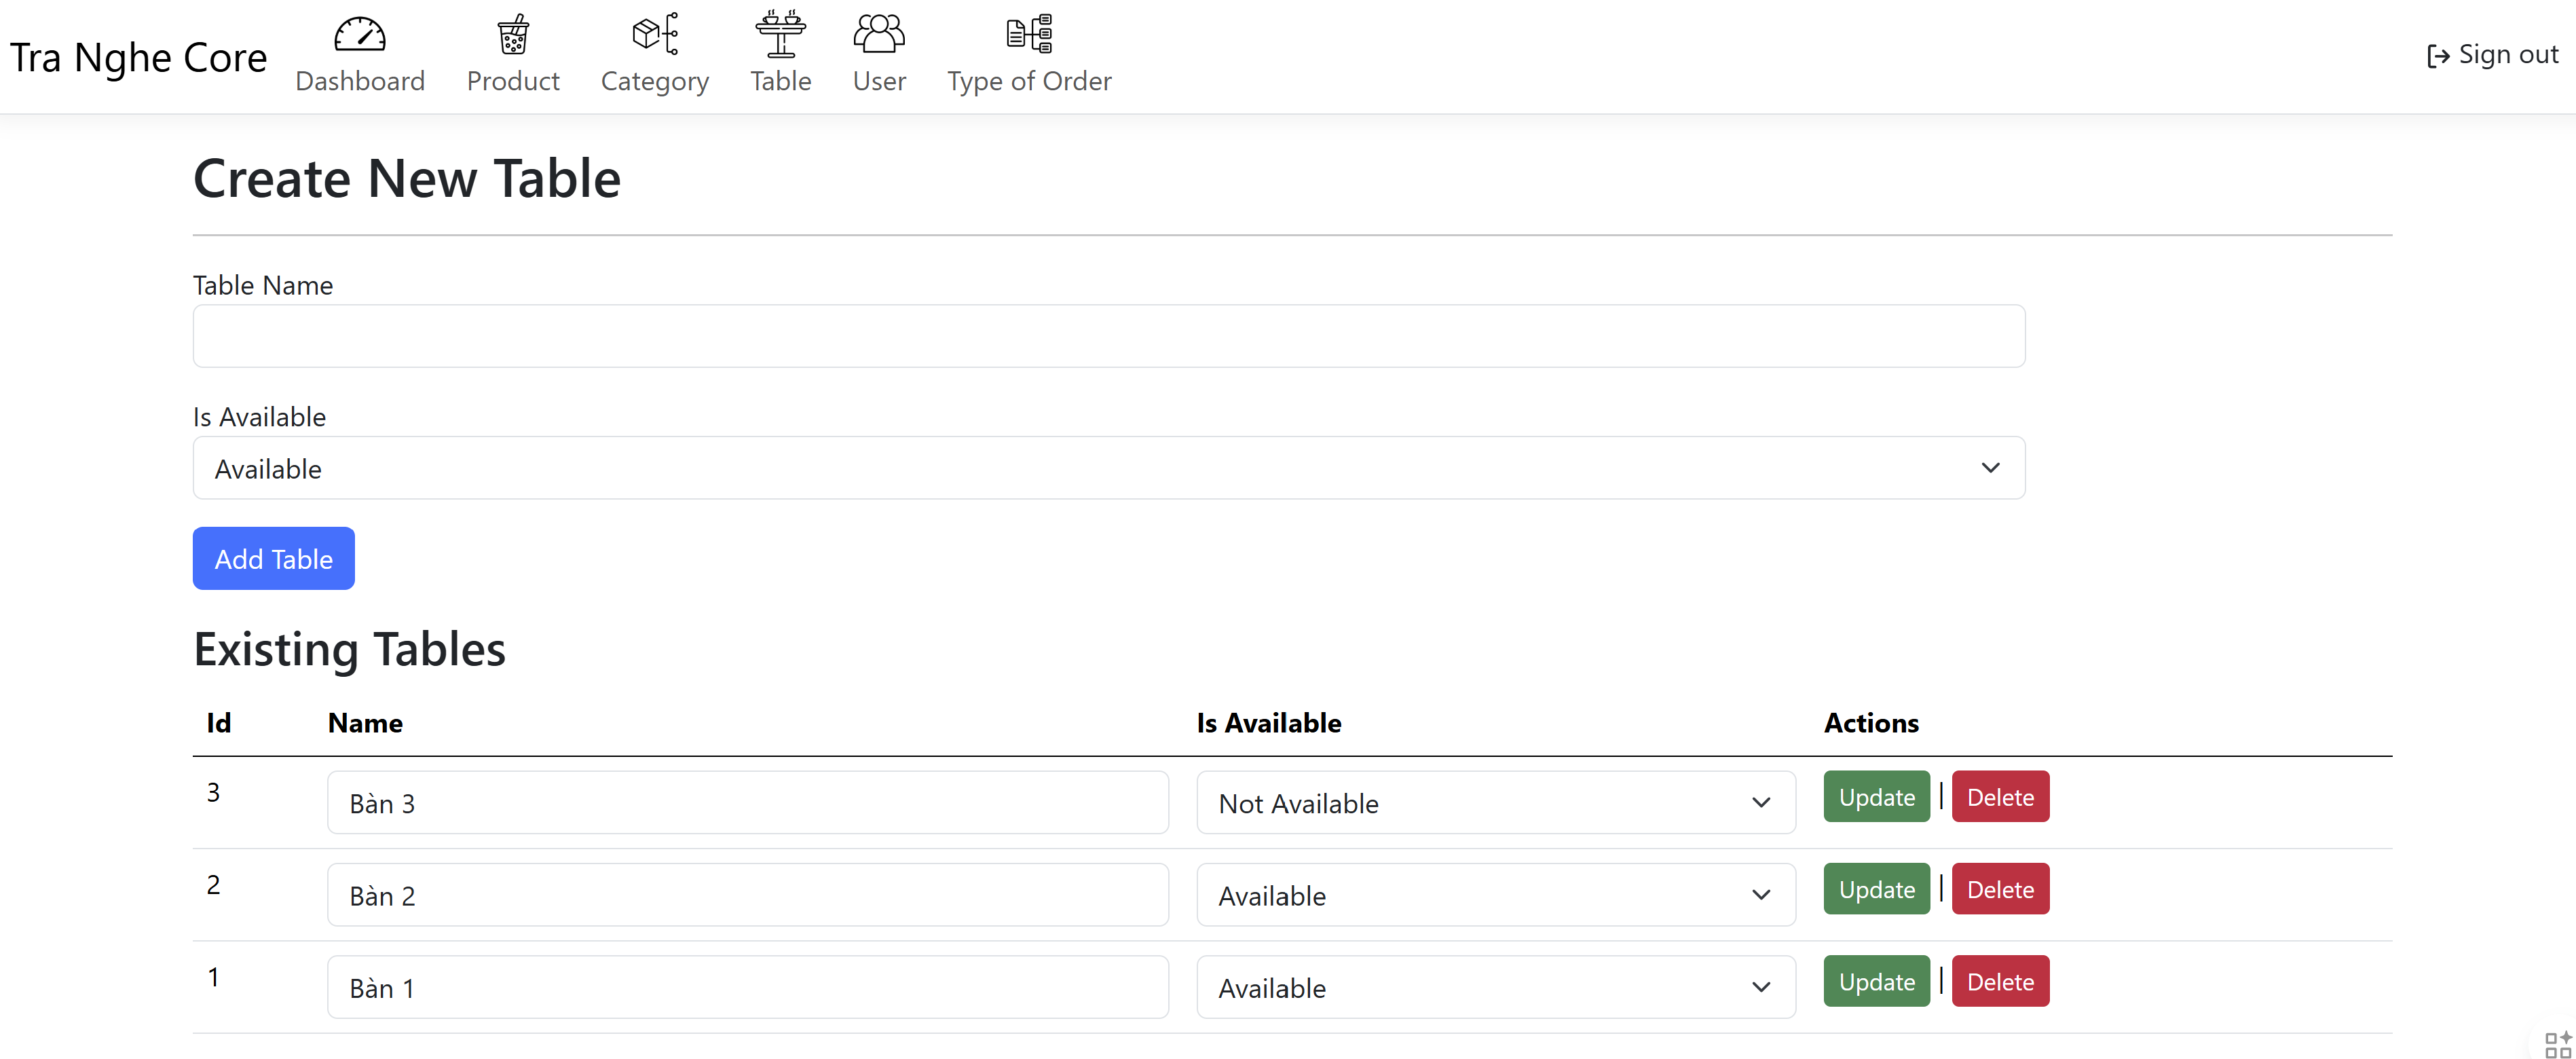 Tra Nghe Core
Dashboard
Product
Category
Table
User
Type of Order
Sign out
Create New Table
Table Name
Is Available
Available
Add Table
Existing Tables
Id Name Is Available Actions
3 Bàn 3 Not Available Update | Delete
2 Bàn 2 Available Update | Delete
1 Bàn 1 Available Update | Delete